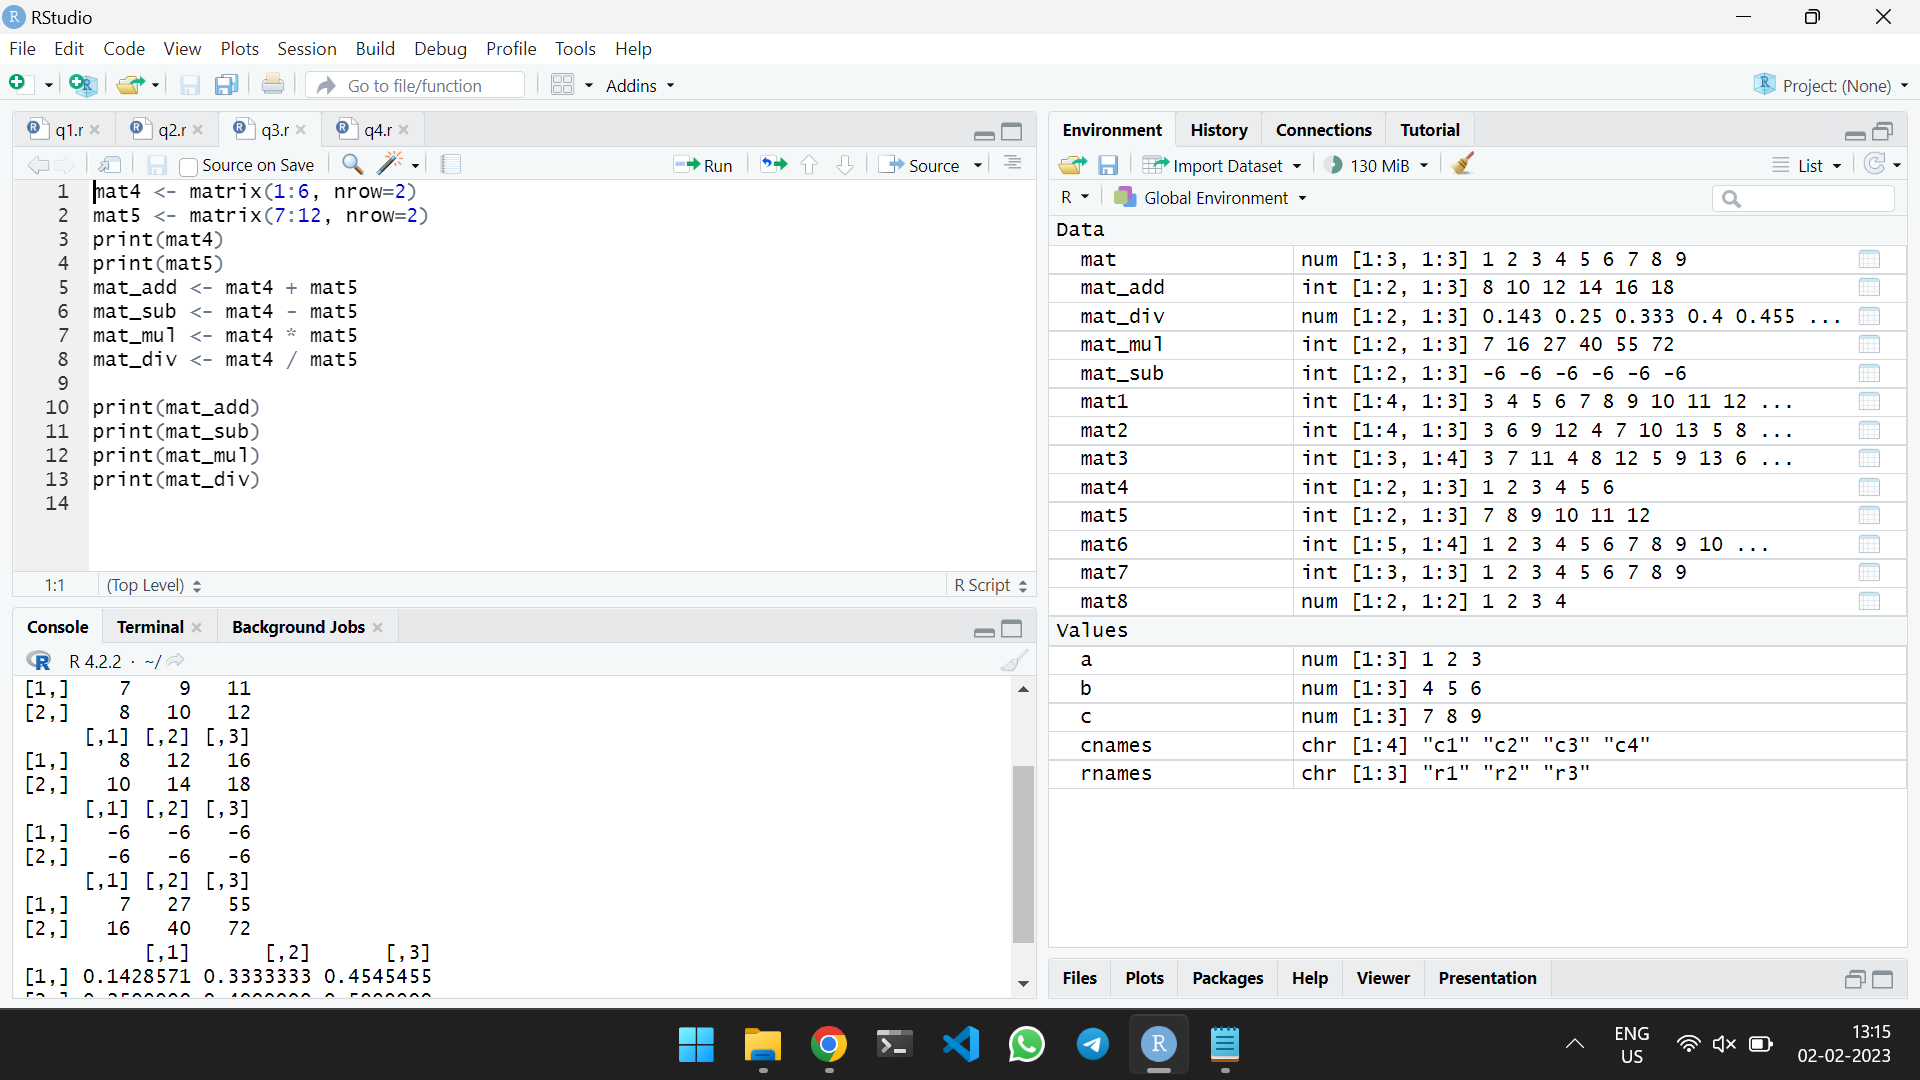 RStudio
File Edit Code View Plots Session Build Debug Profile Tools Help
Go to file/function Addins Project: (None)
q1.r q2.r q3.r q4.r
Source on Save Run Source
1 mat4 <- matrix(1:6, nrow=2)
2 mat5 <- matrix(7:12, nrow=2)
3 print(mat4)
4 print(mat5)
5 mat_add <- mat4 + mat5
6 mat_sub <- mat4 - mat5
7 mat_mul <- mat4 * mat5
8 mat_div <- mat4 / mat5
9
10 print(mat_add)
11 print(mat_sub)
12 print(mat_mul)
13 print(mat_div)
14
1:1 (Top Level) R Script
Console Terminal Background Jobs
R 4.2.2 · ~/
[1,] 7 9 11
[2,] 8 10 12
[,1] [,2] [,3]
[1,] 8 12 16
[2,] 10 14 18
[,1] [,2] [,3]
[1,] -6 -6 -6
[2,] -6 -6 -6
[,1] [,2] [,3]
[1,] 7 27 55
[2,] 16 40 72
[,1] [,2] [,3]
[1,] 0.1428571 0.3333333 0.4545455
Environment History Connections Tutorial
Import Dataset 130 MiB List
R Global Environment
Data
mat num [1:3, 1:3] 1 2 3 4 5 6 7 8 9
mat_add int [1:2, 1:3] 8 10 12 14 16 18
mat_div num [1:2, 1:3] 0.143 0.25 0.333 0.4 0.455 ...
mat_mul int [1:2, 1:3] 7 16 27 40 55 72
mat_sub int [1:2, 1:3] -6 -6 -6 -6 -6 -6
mat1 int [1:4, 1:3] 3 4 5 6 7 8 9 10 11 12 ...
mat2 int [1:4, 1:3] 3 6 9 12 4 7 10 13 5 8 ...
mat3 int [1:3, 1:4] 3 7 11 4 8 12 5 9 13 6 ...
mat4 int [1:2, 1:3] 1 2 3 4 5 6
mat5 int [1:2, 1:3] 7 8 9 10 11 12
mat6 int [1:5, 1:4] 1 2 3 4 5 6 7 8 9 10 ...
mat7 int [1:3, 1:3] 1 2 3 4 5 6 7 8 9
mat8 num [1:2, 1:2] 1 2 3 4
Values
a num [1:3] 1 2 3
b num [1:3] 4 5 6
c num [1:3] 7 8 9
cnames chr [1:4] "c1" "c2" "c3" "c4"
rnames chr [1:3] "r1" "r2" "r3"
Files Plots Packages Help Viewer Presentation
ENG
US
13:15
02-02-2023